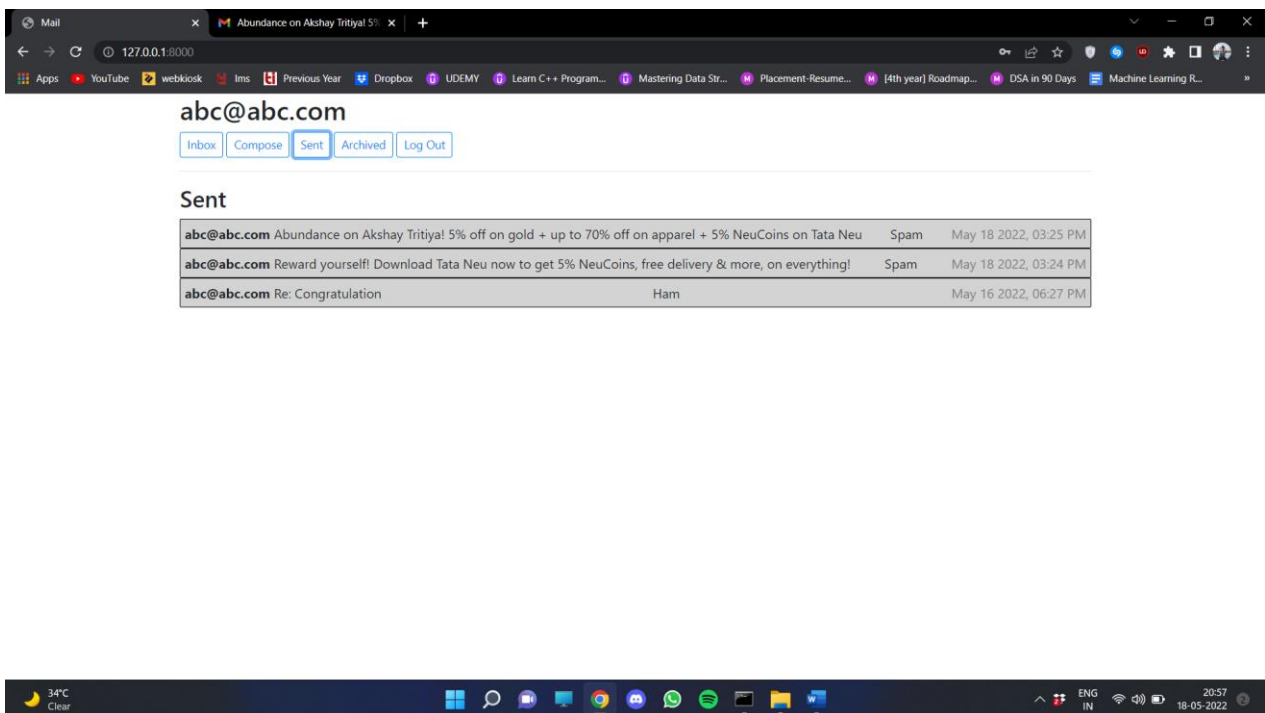 Mail
Abundance on Akshay Tritiya! 5%
127.0.0.1:8000
Apps YouTube webkiosk lms Previous Year Dropbox UDEMY Learn C++ Program... Mastering Data Str... Placement-Resume... [4th year] Roadmap... DSA in 90 Days Machine Learning R... »
abc@abc.com
Inbox Compose Sent Archived Log Out
Sent
abc@abc.com Abundance on Akshay Tritiya! 5% off on gold + up to 70% off on apparel + 5% NeuCoins on Tata Neu Spam May 18 2022, 03:25 PM
abc@abc.com Reward yourself! Download Tata Neu now to get 5% NeuCoins, free delivery & more, on everything! Spam May 18 2022, 03:24 PM
abc@abc.com Re: Congratulation Ham May 16 2022, 06:27 PM
34°C
Clear
ENG
IN
20:57
18-05-2022